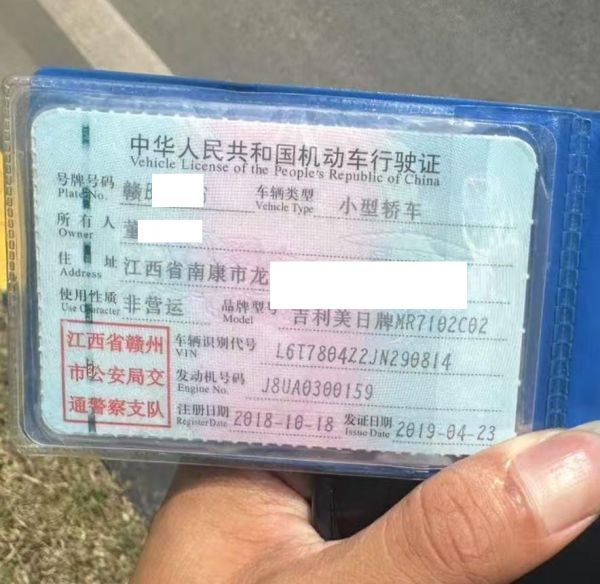 中华人民共和国机动车行驶证
Vehicle License of the People's Republic of China
号牌号码 赣 车辆类型 小型轿车
Plate No. Vehicle Type
所有人 董
Owner
住址 江西省南康市龙
Address
使用性质 非营运 品牌型号 吉利美日牌MR7102C02
Use Character Model
江西省赣州
市公安局交
通警察支队
车辆识别代号 L6T7804Z2JN290814
VIN
发动机号码 J8UA0300159
Engine No.
注册日期 2018-10-18 发证日期 2019-04-23
Register Date Issue Date